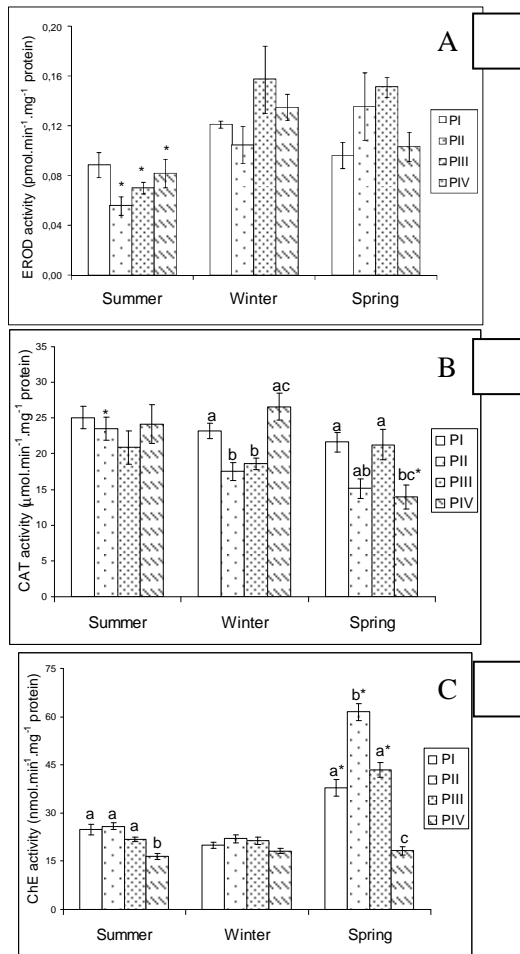 A
EROD activity (pmol.min⁻¹.mg⁻¹ protein)
0,20
0,16
0,12
0,08
0,04
0,00
* * *
Summer Winter Spring
PI
PII
PIII
PIV
B
CAT activity (µmol.min⁻¹.mg⁻¹ protein)
35
30
25
20
15
10
5
0
* a b b ac a ab a bc*
Summer Winter Spring
PI
PII
PIII
PIV
C
ChE activity (nmol.min¹.mg⁻¹ protein)
75
60
45
30
15
0
a a a b a* b* a* c
Summer Winter Spring
PI
PII
PIII
PIV